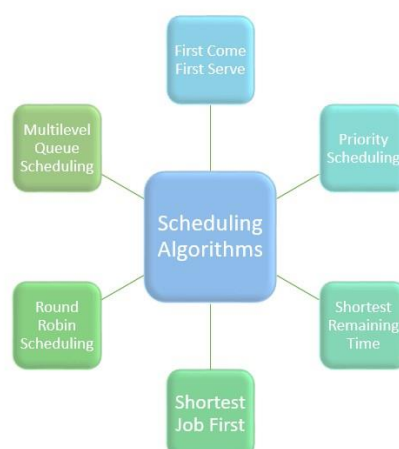 First Come
First Serve
Multilevel
Queue
Scheduling
Priority
Scheduling
Scheduling
Algorithms
Round
Robin
Scheduling
Shortest
Remaining
Time
Shortest
Job First